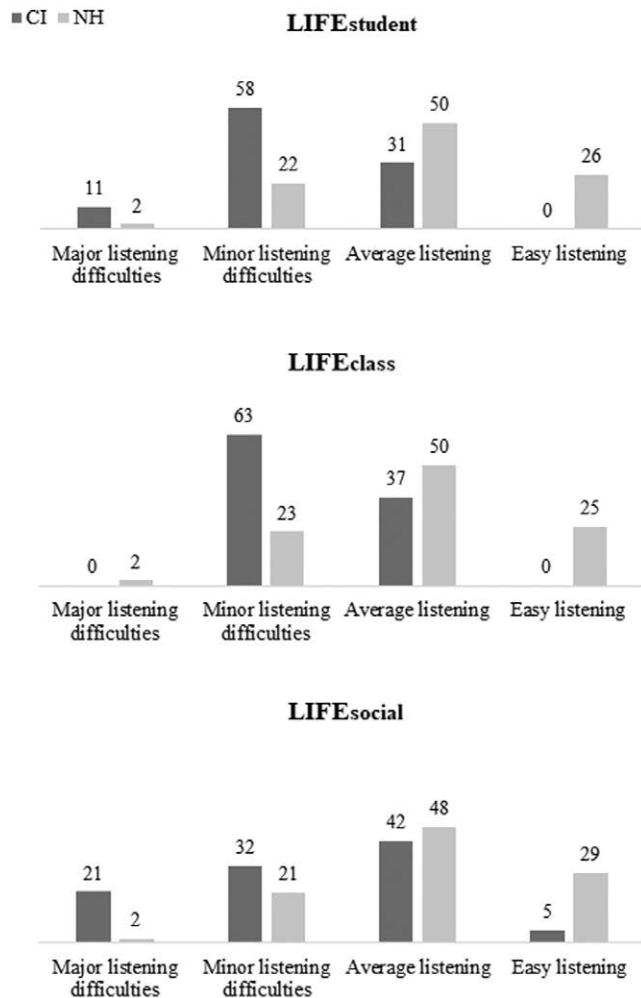 CI NH
LIFEstudent
58
50
31
26
22
11
2
0
Major listening
difficulties
Minor listening
difficulties
Average listening
Easy listening
LIFEclass
63
50
37
23
25
0
2
0
Major listening
difficulties
Minor listening
difficulties
Average listening
Easy listening
LIFEsocial
42
48
32
29
21
21
2
5
Major listening
difficulties
Minor listening
difficulties
Average listening
Easy listening